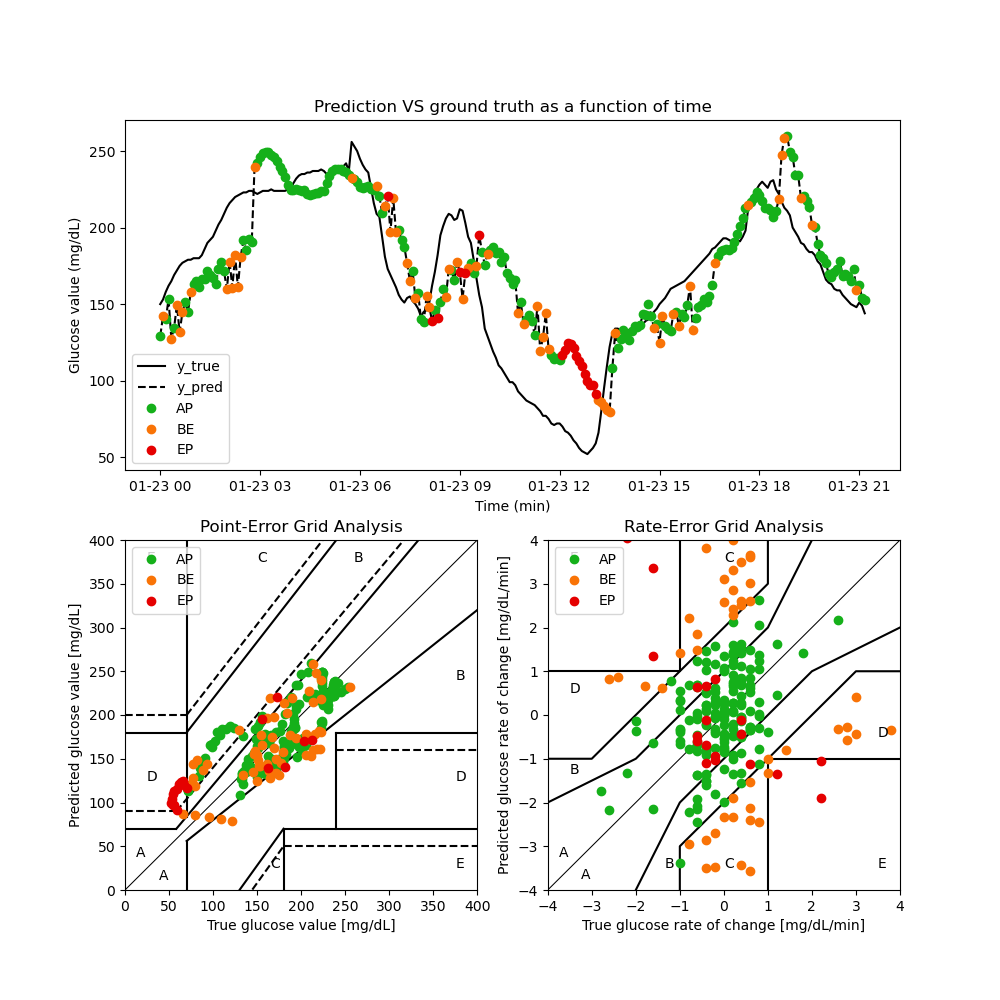 Prediction VS ground truth as a function of time
Glucose value (mg/dL)
250
200
150
100
50
y_true
y_pred
AP
BE
EP
01-23 00
01-23 03
01-23 06
01-23 09
01-23 12
01-23 15
01-23 18
01-23 21
Time (min)
Point-Error Grid Analysis
Predicted glucose value [mg/dL]
400
350
300
250
200
150
100
50
0
AP
BE
EP
C
B
B
D
D
A
A
C
E
0
50
100
150
200
250
300
350
400
True glucose value [mg/dL]
Rate-Error Grid Analysis
Predicted glucose rate of change [mg/dL/min]
4
3
2
1
0
−1
−2
−3
−4
AP
BE
EP
C
D
D
B
A
A
B
C
E
−4
−3
−2
−1
0
1
2
3
4
True glucose rate of change [mg/dL/min]